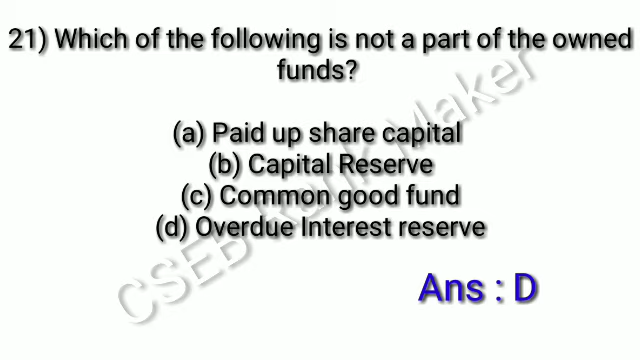 21) Which of the following is not a part of the owned
funds?
(a) Paid up share capital
(b) Capital Reserve
(c) Common good fund
(d) Overdue Interest reserve
Ans : D
CSEB Rank Maker